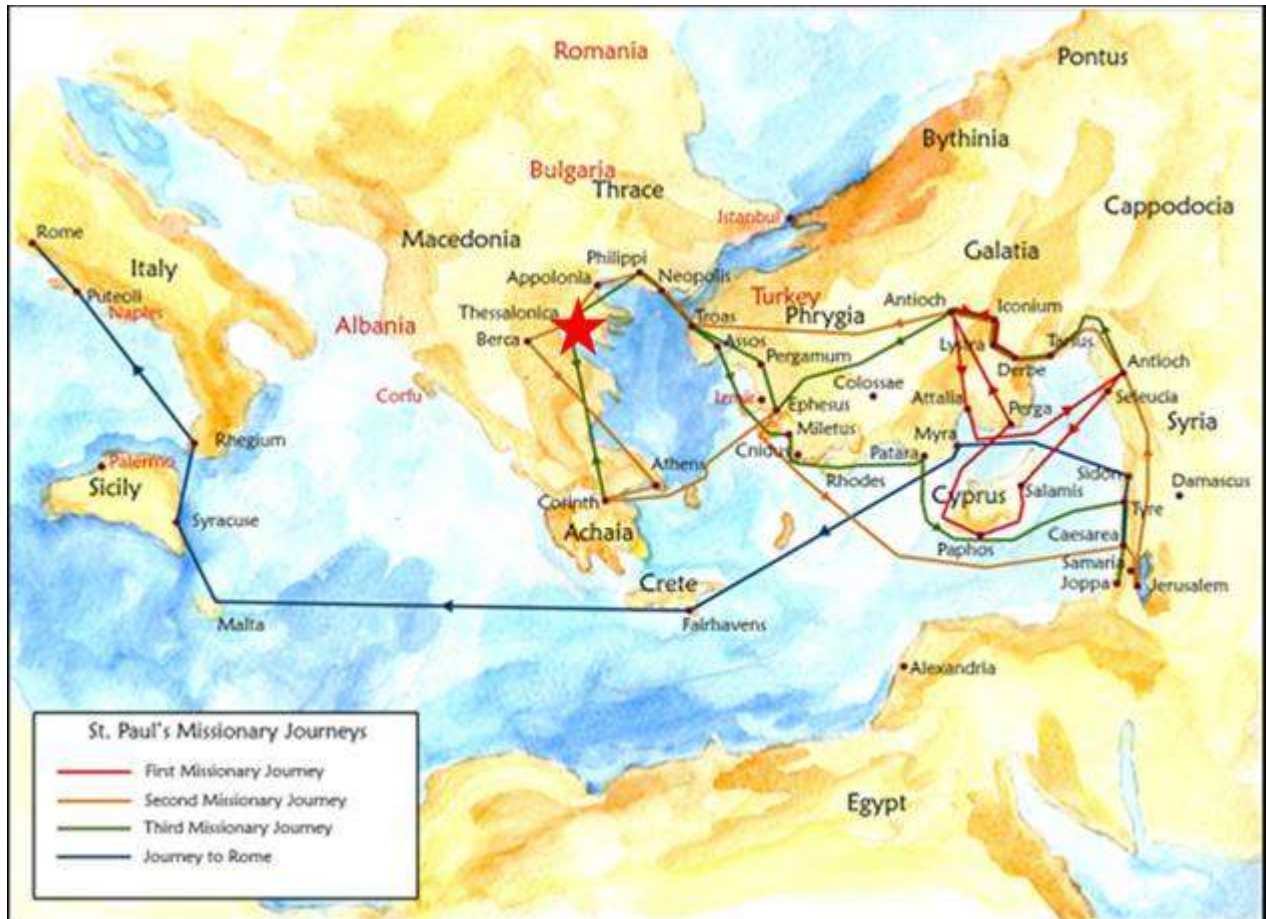 Romania
Pontus
Bythinia
Bulgaria
Thrace
Istanbul
Cappodocia
Rome
Macedonia
Galatia
Italy
Philippi
Appolonia
Neopolis
Puteoli
Naples
Turkey
Antioch
Iconium
Thessalonica
Phrygia
Albania
Troas
Berca
Assos
Lystra
Tarsus
Pergamum
Derbe
Antioch
Corfu
Colossae
Izmir
Ephesus
Attalia
Perga
Seleucia
Rhegium
Miletus
Myra
Syria
Palermo
Athens
Cnidus
Patara
Sicily
Rhodes
Sidon
Damascus
Corinth
Cyprus
Salamis
Syracuse
Achaia
Tyre
Paphos
Caesarea
Samaria
Crete
Joppa
Jerusalem
Malta
Fairhavens
Alexandria
St. Paul's Missionary Journeys
First Missionary Journey
Second Missionary Journey
Third Missionary Journey
Journey to Rome
Egypt